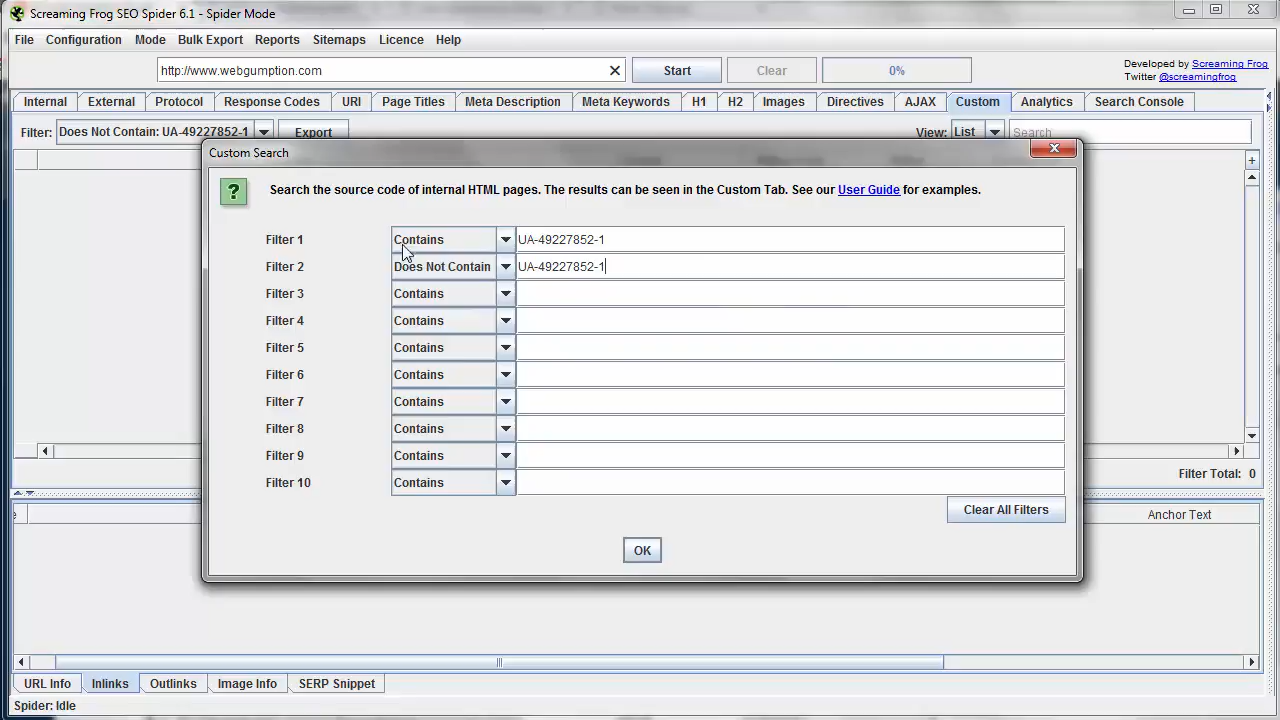 Screaming Frog SEO Spider 6.1 - Spider Mode
File Configuration Mode Bulk Export Reports Sitemaps Licence Help
http://www.webgumption.com Start Clear 0%
Developed by Screaming Frog
Twitter @screamingfrog
Internal External Protocol Response Codes URI Page Titles Meta Description Meta Keywords H1 H2 Images Directives AJAX Custom Analytics Search Console
Filter: Does Not Contain: UA-49227852-1 Export View: List Search
Custom Search
Search the source code of internal HTML pages. The results can be seen in the Custom Tab. See our User Guide for examples.
Filter 1 Contains UA-49227852-1
Filter 2 Does Not Contain UA-49227852-1
Filter 3 Contains
Filter 4 Contains
Filter 5 Contains
Filter 6 Contains
Filter 7 Contains
Filter 8 Contains
Filter 9 Contains
Filter 10 Contains
Filter Total: 0
Clear All Filters
Anchor Text
OK
URL Info Inlinks Outlinks Image Info SERP Snippet
Spider: Idle